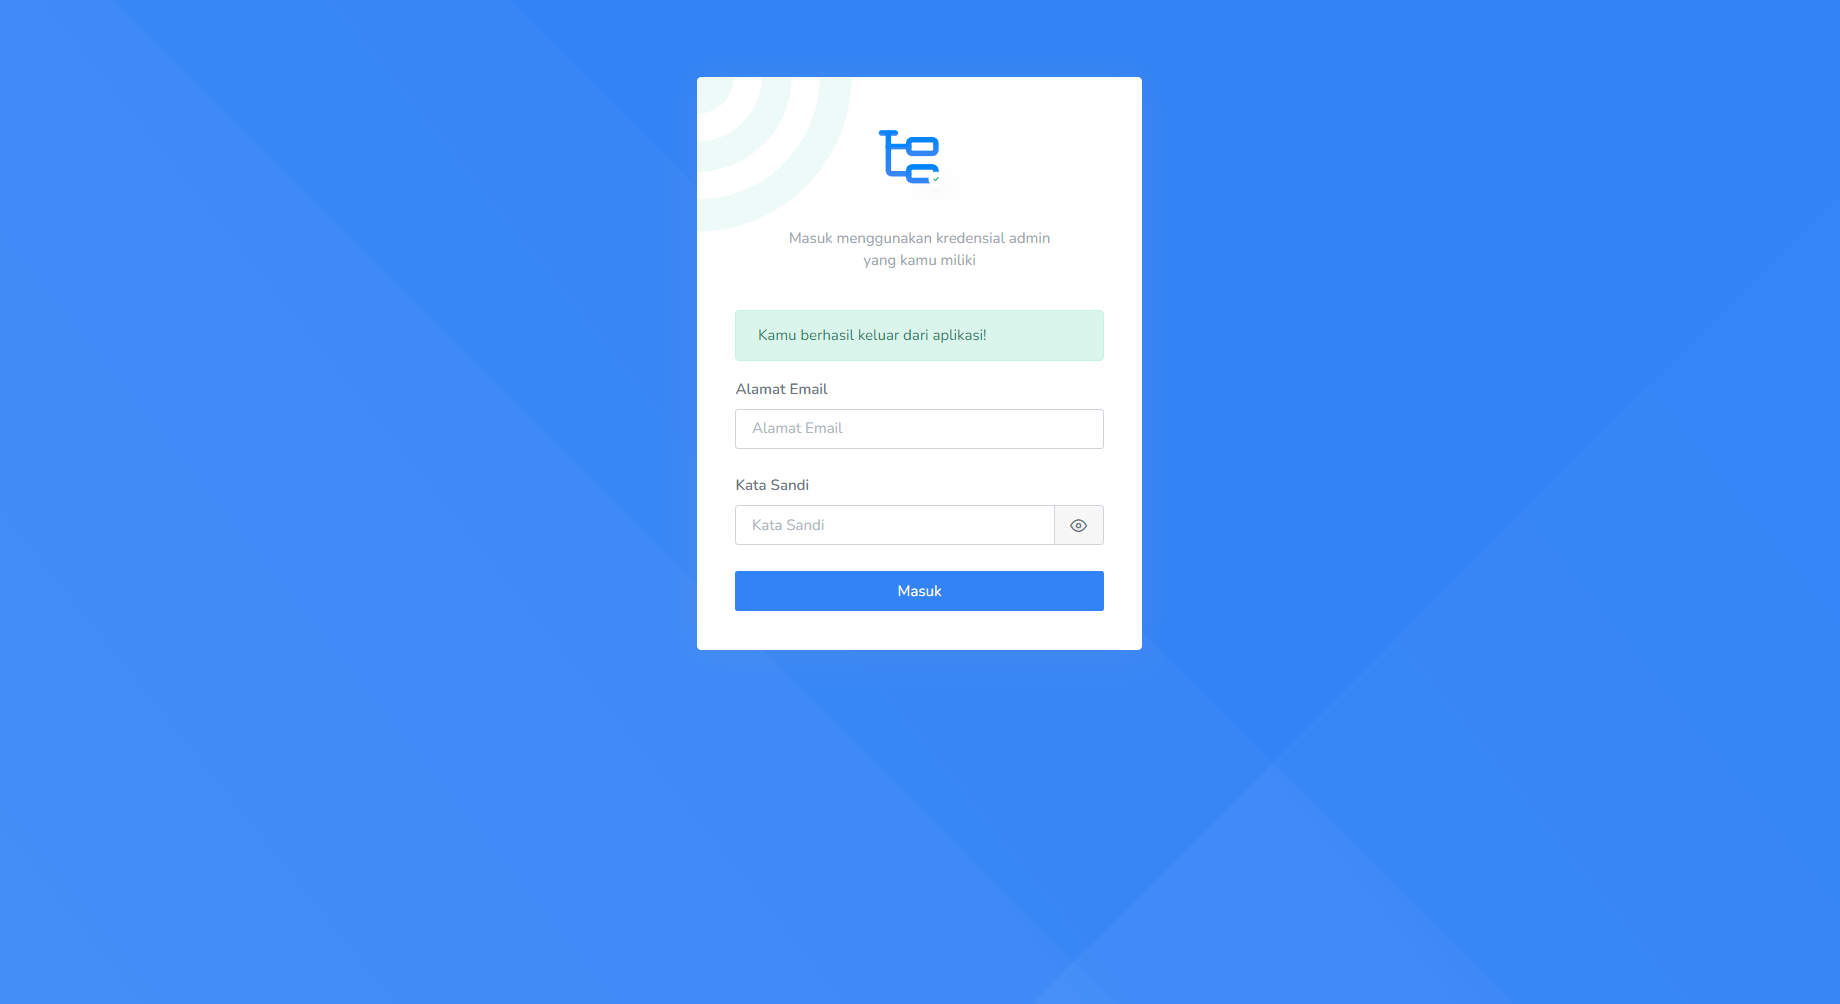 Masuk menggunakan kredensial admin
yang kamu miliki
Kamu berhasil keluar dari aplikasi!
Alamat Email
Alamat Email
Kata Sandi
Kata Sandi
Masuk